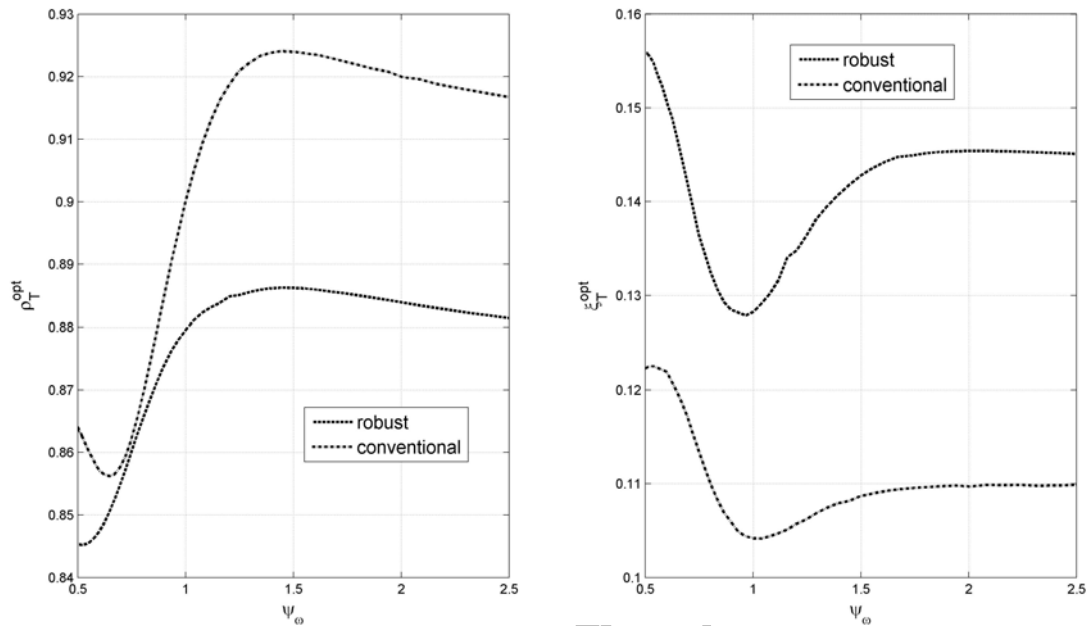 0.93
0.92
0.91
0.9
0.89
0.88
0.87
0.86
0.85
0.84
ρ_T^opt
0.5 1 1.5 2 2.5
ψ_ω
robust
conventional
0.16
0.15
0.14
0.13
0.12
0.11
0.1
ξ_T^opt
0.5 1 1.5 2 2.5
ψ_ω
robust
conventional